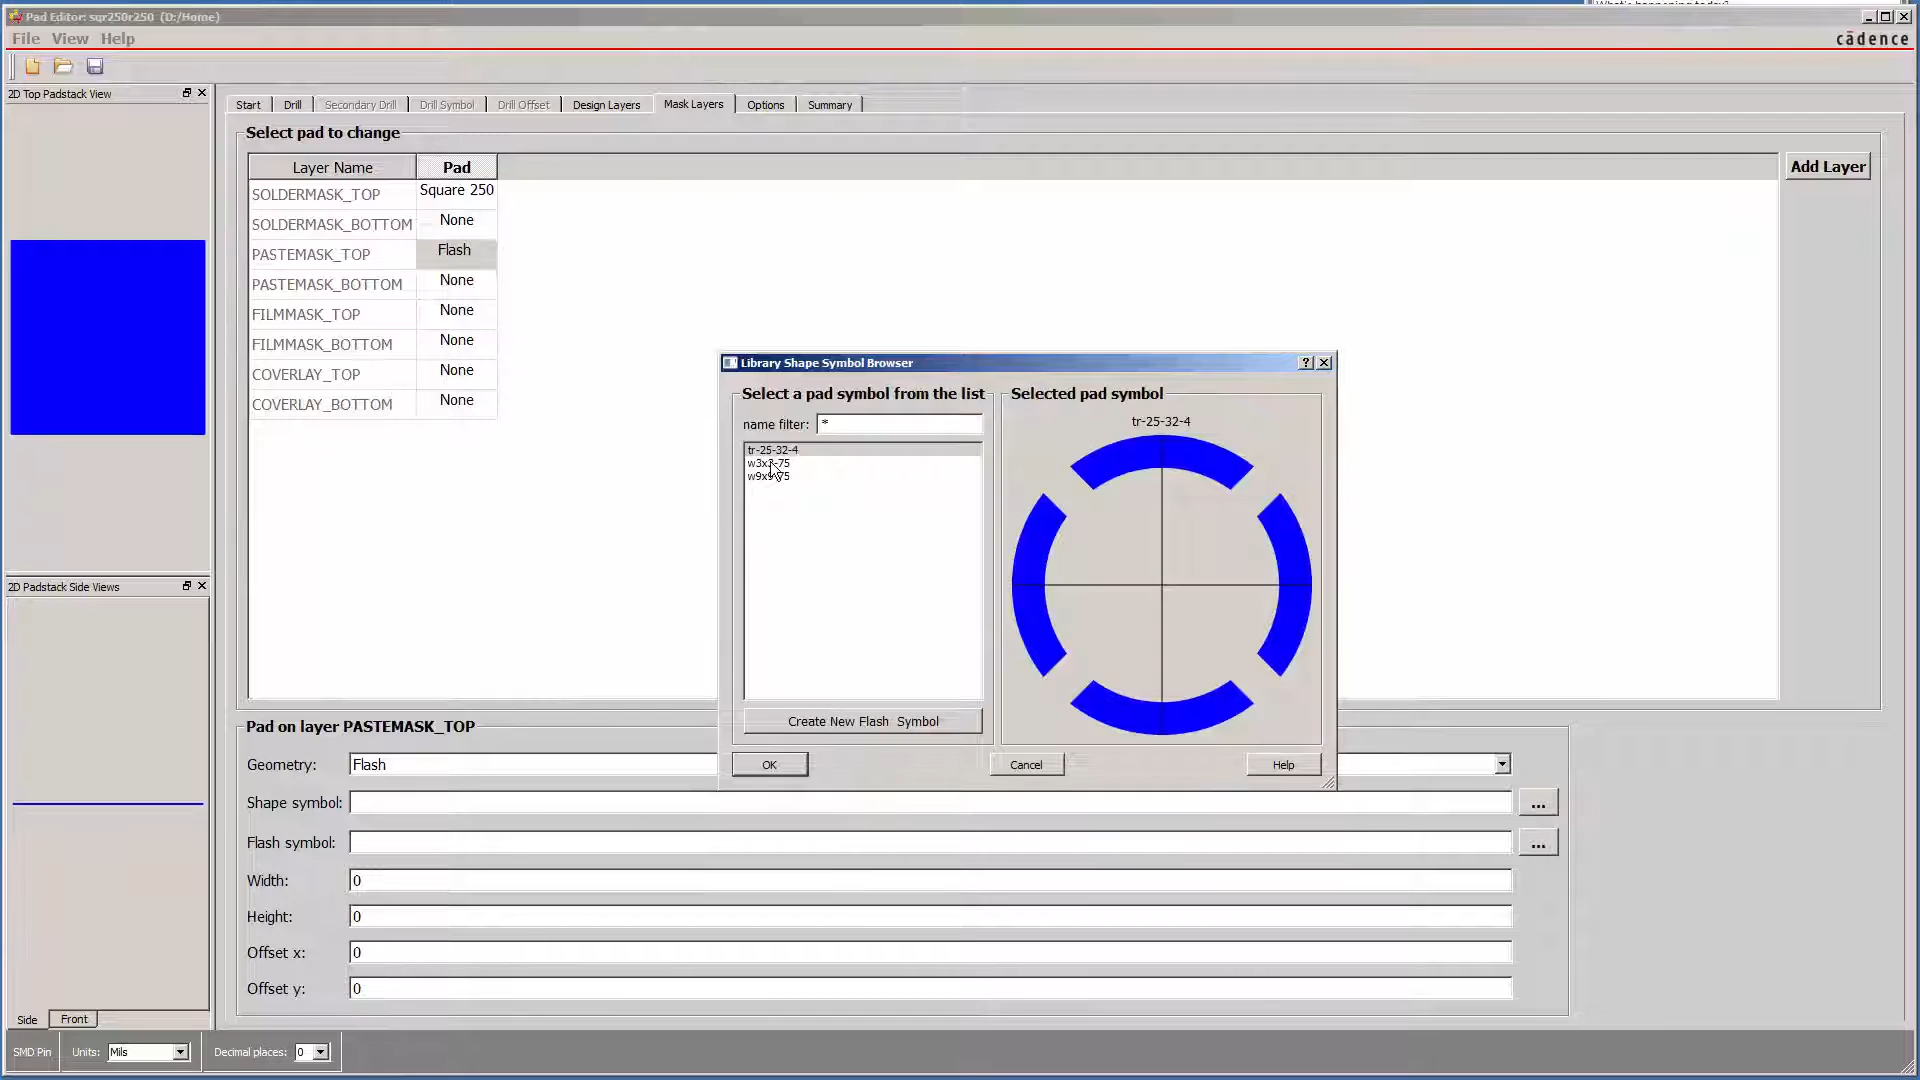 Pad Editor: sqr250r250 (D:/Home)
File View Help
cādence
2D Top Padstack View
Start Drill Secondary Drill Drill Symbol Drill Offset Design Layers Mask Layers Options Summary
Select pad to change
Layer Name Pad
Add Layer
SOLDERMASK_TOP Square 250
SOLDERMASK_BOTTOM None
PASTEMASK_TOP Flash
PASTEMASK_BOTTOM None
FILMMASK_TOP None
FILMMASK_BOTTOM None
COVERLAY_TOP None
COVERLAY_BOTTOM None
Library Shape Symbol Browser
Select a pad symbol from the list
name filter: *
tr-25-32-4
w3x3-75
w9x9-75
Create New Flash Symbol
Selected pad symbol
tr-25-32-4
OK Cancel Help
2D Padstack Side Views
Side Front
Pad on layer PASTEMASK_TOP
Geometry: Flash
Shape symbol: ...
Flash symbol: ...
Width: 0
Height: 0
Offset x: 0
Offset y: 0
SMD Pin Units: Mils Decimal places: 0